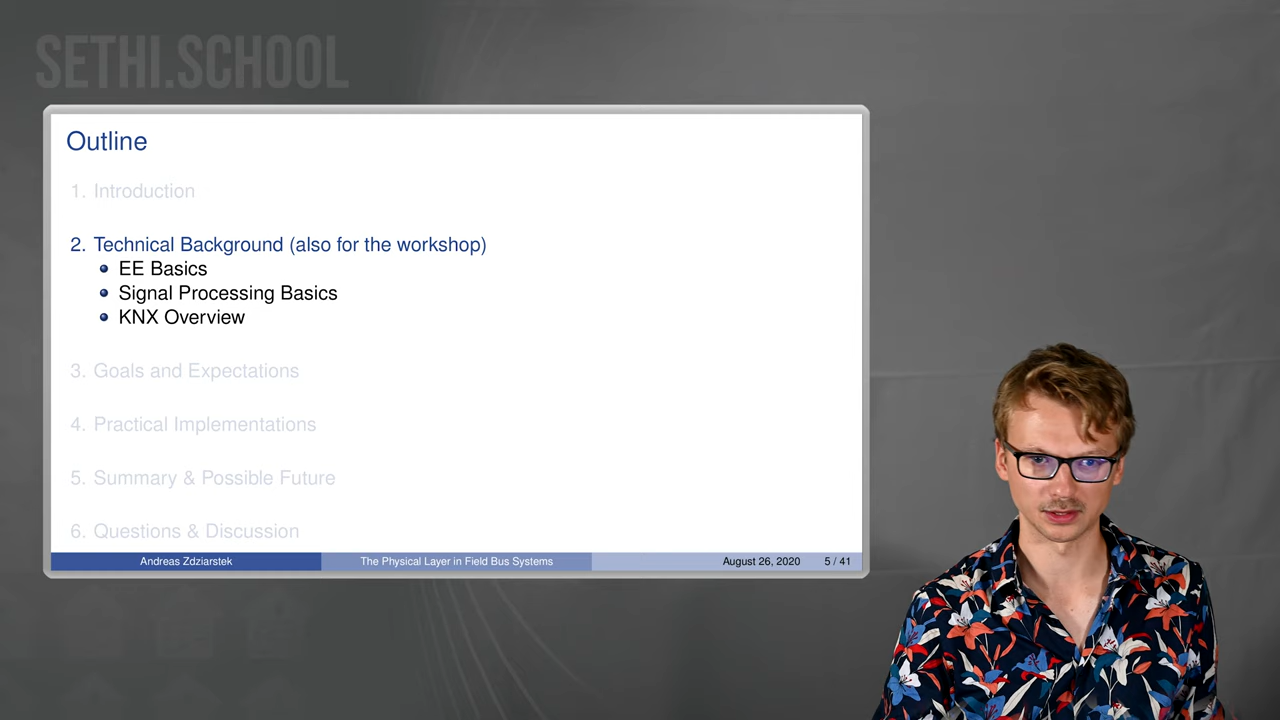 SETHI.SCHOOL
Outline
1. Introduction
2. Technical Background (also for the workshop)
EE Basics
Signal Processing Basics
KNX Overview
3. Goals and Expectations
4. Practical Implementations
5. Summary & Possible Future
6. Questions & Discussion
Andreas Zdziarstek The Physical Layer in Field Bus Systems August 26, 2020 5 / 41